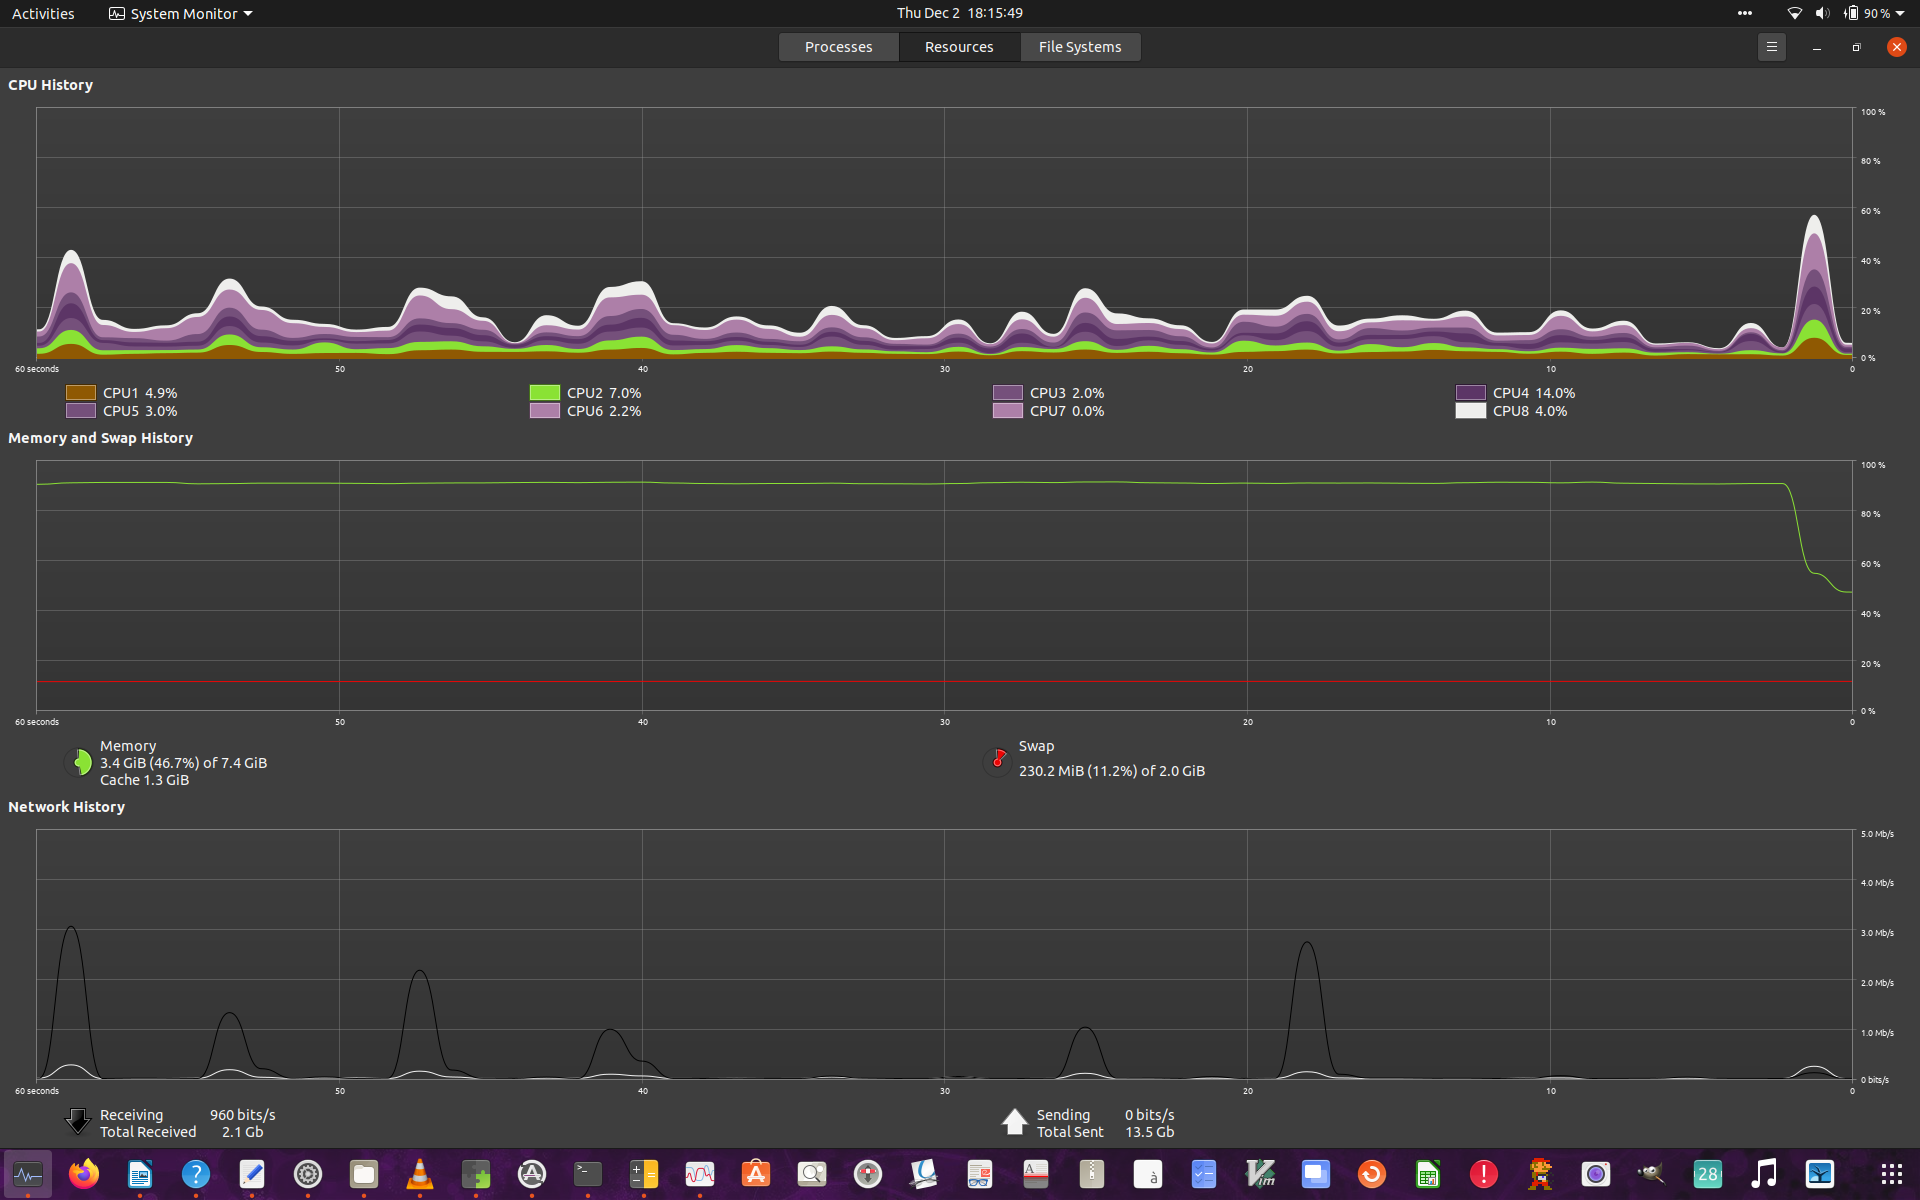 Activities System Monitor Thu Dec 2 18:15:49 90 %
Processes Resources File Systems
CPU History
100 %
80 %
60 %
40 %
20 %
0 %
60 seconds 50 40 30 20 10 0
CPU1 4.9% CPU2 7.0% CPU3 2.0% CPU4 14.0%
CPU5 3.0% CPU6 2.2% CPU7 0.0% CPU8 4.0%
Memory and Swap History
100 %
80 %
60 %
40 %
20 %
0 %
60 seconds 50 40 30 20 10 0
Memory
3.4 GiB (46.7%) of 7.4 GiB
Cache 1.3 GiB
Swap
230.2 MiB (11.2%) of 2.0 GiB
Network History
5.0 Mb/s
4.0 Mb/s
3.0 Mb/s
2.0 Mb/s
1.0 Mb/s
0 bits/s
60 seconds 50 40 30 20 10 0
Receiving 960 bits/s Sending 0 bits/s
Total Received 2.1 Gb Total Sent 13.5 Gb
28